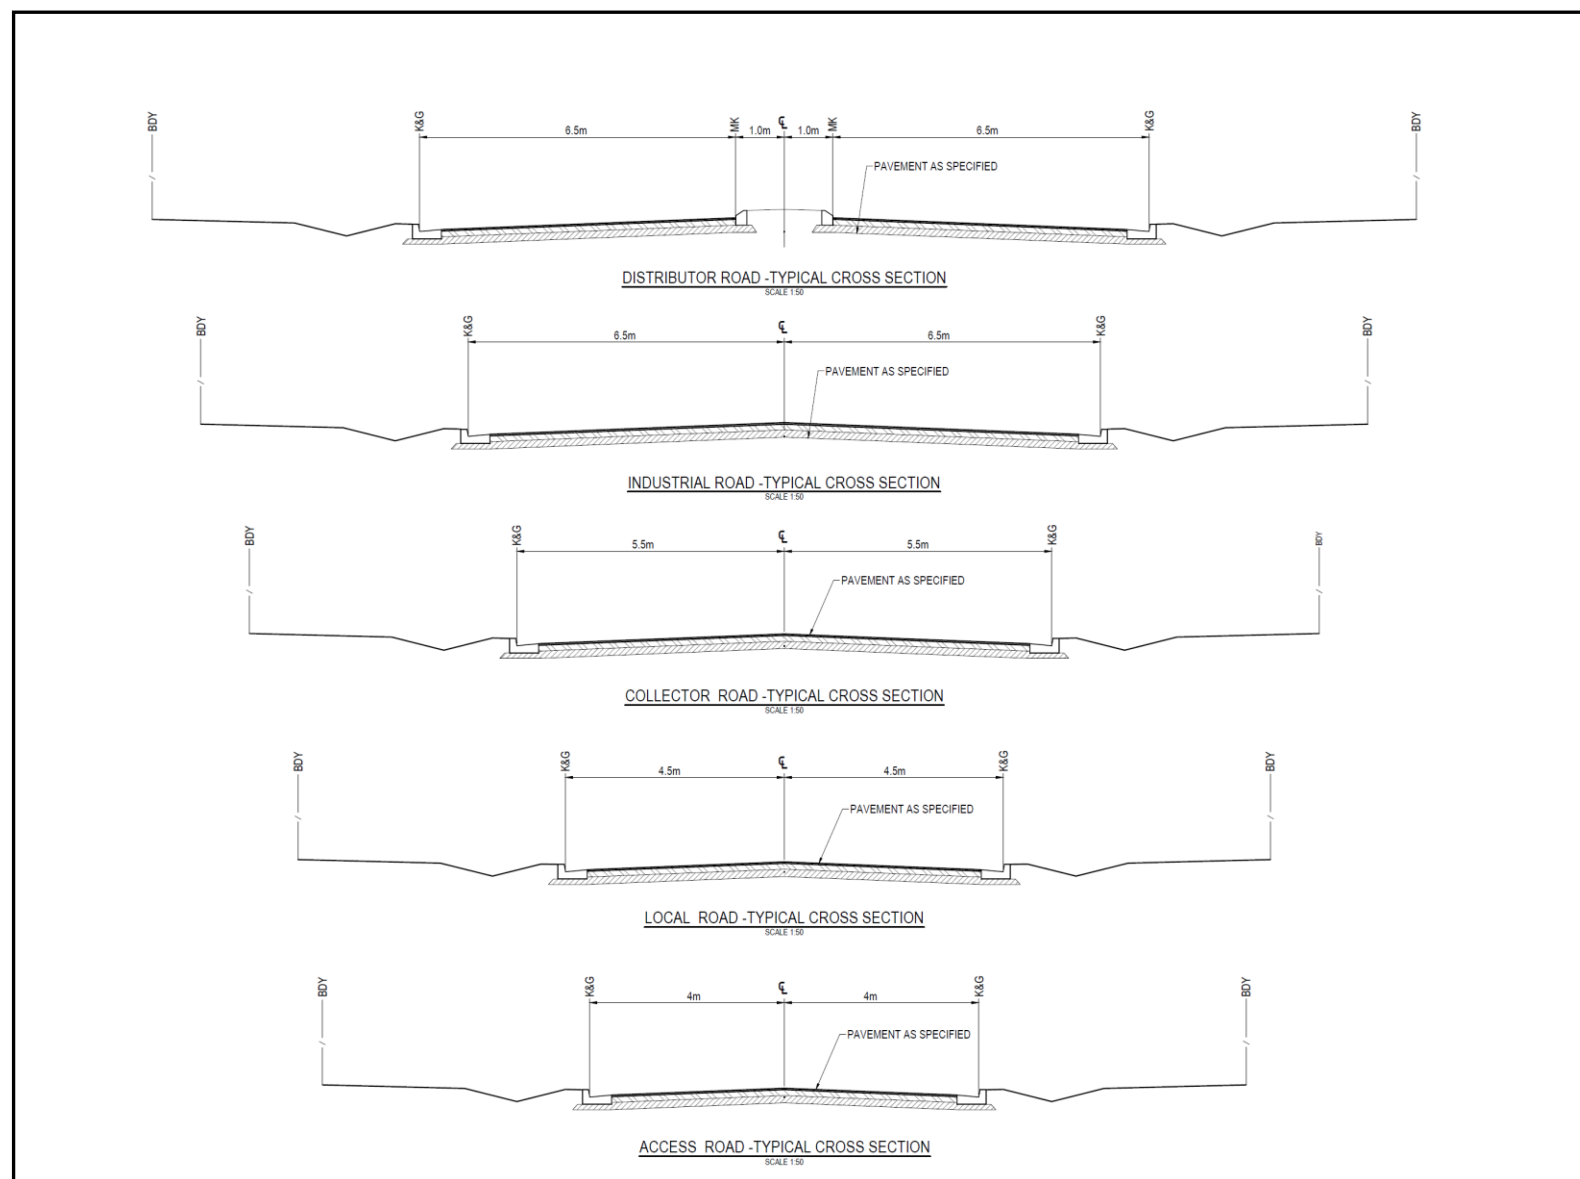 BDY K&G 6.5m MK 1.0m ℄ 1.0m MK 6.5m K&G BDY
PAVEMENT AS SPECIFIED
DISTRIBUTOR ROAD -TYPICAL CROSS SECTION
SCALE 1:50
BDY K&G 6.5m ℄ 6.5m K&G BDY
PAVEMENT AS SPECIFIED
INDUSTRIAL ROAD -TYPICAL CROSS SECTION
SCALE 1:50
BDY K&G 5.5m ℄ 5.5m K&G BDY
PAVEMENT AS SPECIFIED
COLLECTOR ROAD -TYPICAL CROSS SECTION
SCALE 1:50
BDY K&G 4.5m ℄ 4.5m K&G BDY
PAVEMENT AS SPECIFIED
LOCAL ROAD -TYPICAL CROSS SECTION
SCALE 1:50
BDY K&G 4m ℄ 4m K&G BDY
PAVEMENT AS SPECIFIED
ACCESS ROAD -TYPICAL CROSS SECTION
SCALE 1:50